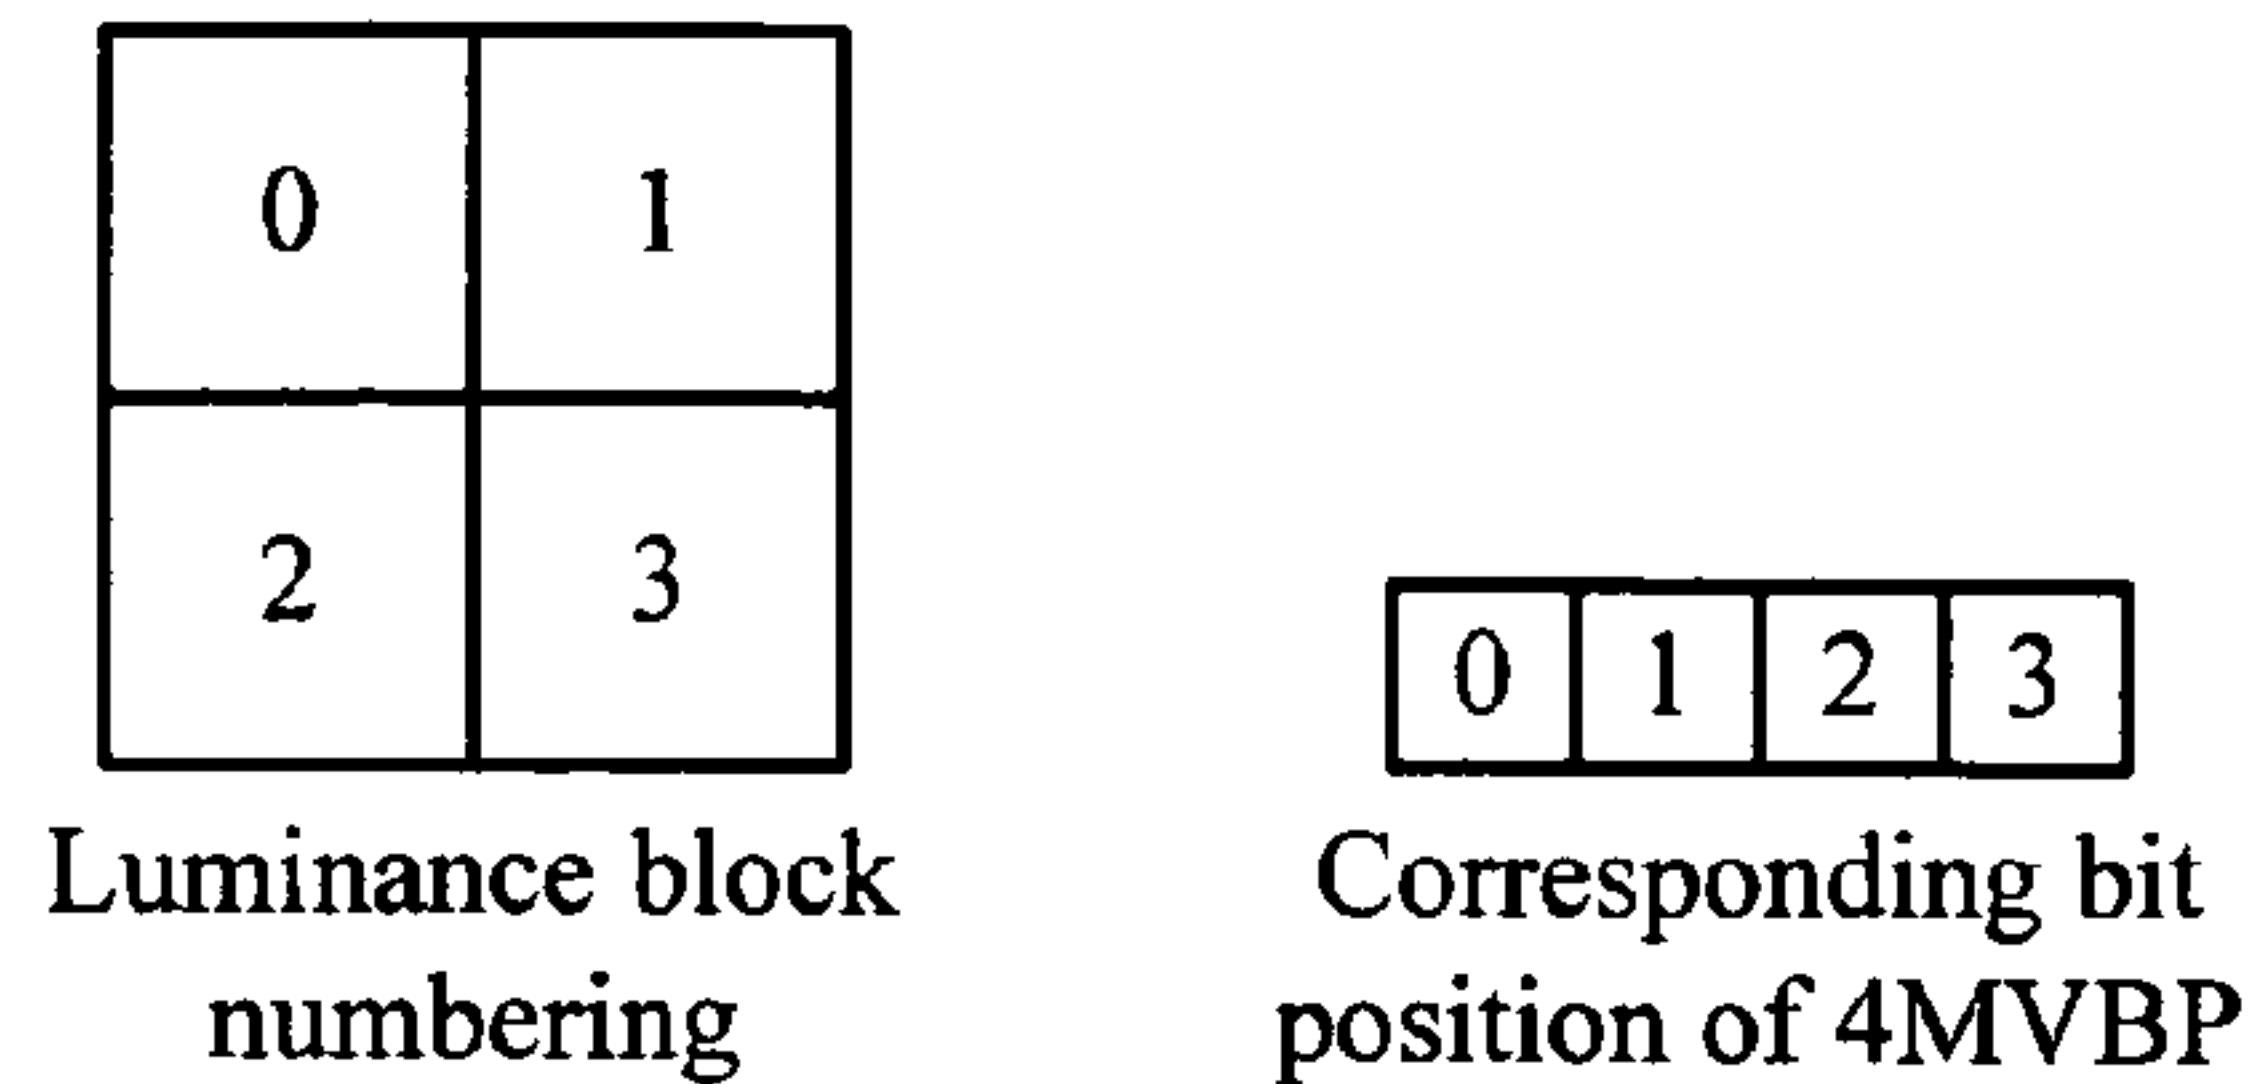 0 1
2 3
Luminance block
numbering
0 1 2 3
Corresponding bit
position of 4MVBP